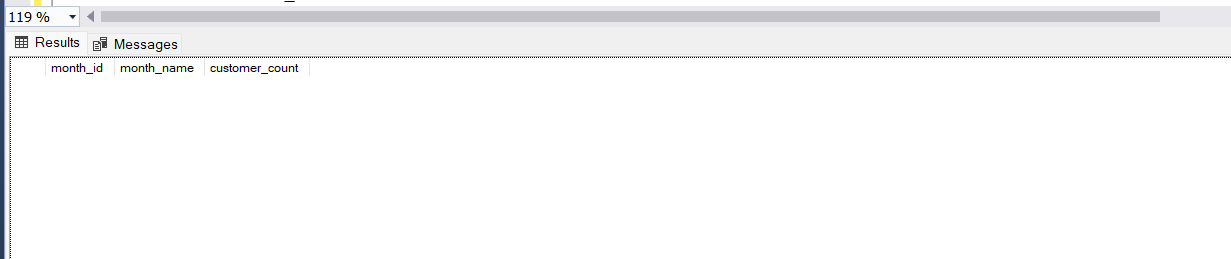 119 %
Results Messages
month_id month_name customer_count